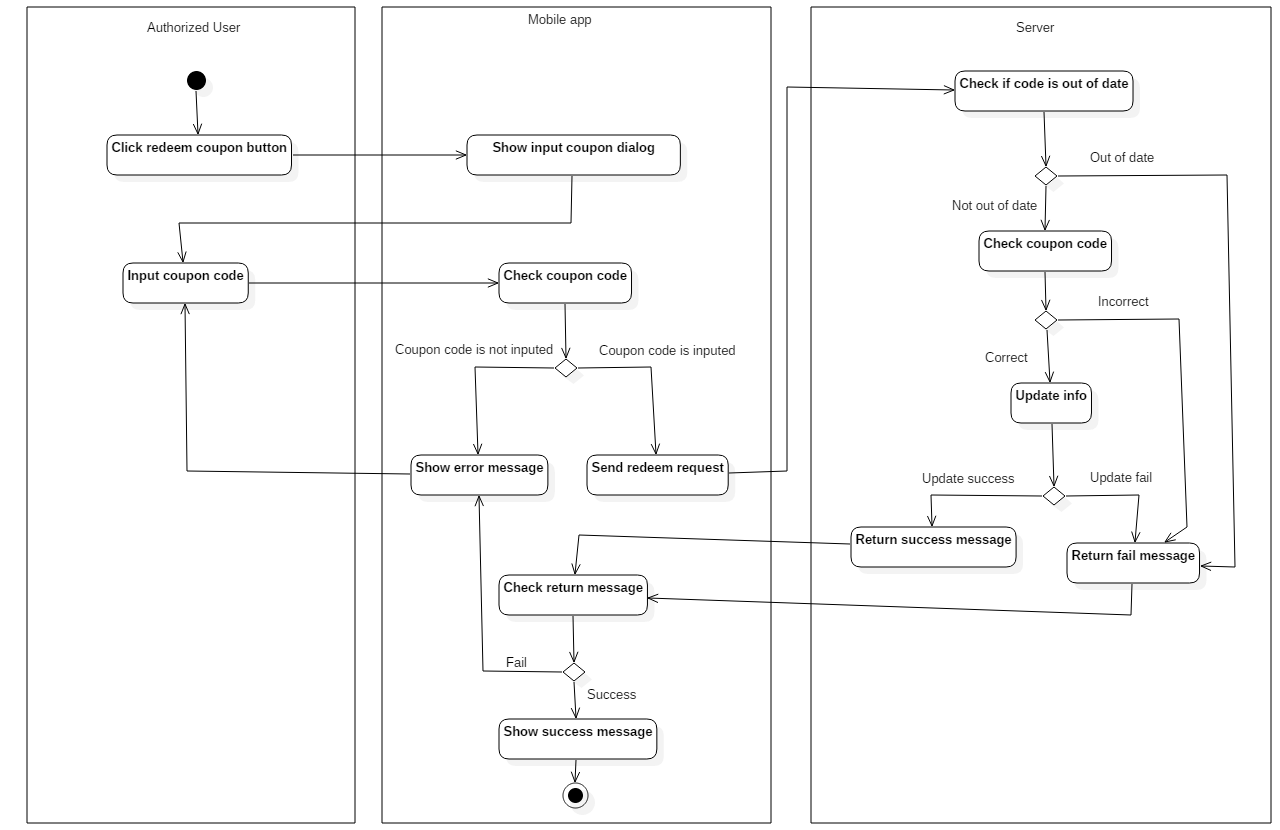 Authorized User
Mobile app
Server
Check if code is out of date
Click redeem coupon button
Show input coupon dialog
Out of date
Not out of date
Check coupon code
Input coupon code
Check coupon code
Incorrect
Coupon code is not inputed
Coupon code is inputed
Correct
Update info
Show error message
Send redeem request
Update success
Update fail
Return success message
Return fail message
Check return message
Fail
Success
Show success message